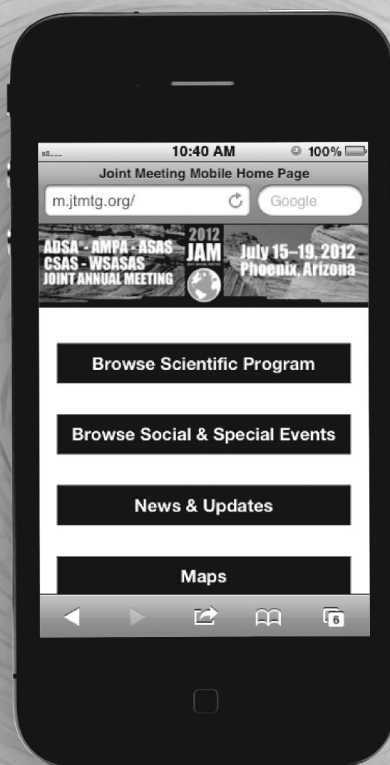 10:40 AM
100%
Joint Meeting Mobile Home Page
m.jtmtg.org/
Google
ADSA® - AMPA - ASAS
CSAS - WSASAS
JOINT ANNUAL MEETING
2012
JAM
July 15–19, 2012
Phoenix, Arizona
Browse Scientific Program
Browse Social & Special Events
News & Updates
Maps
6